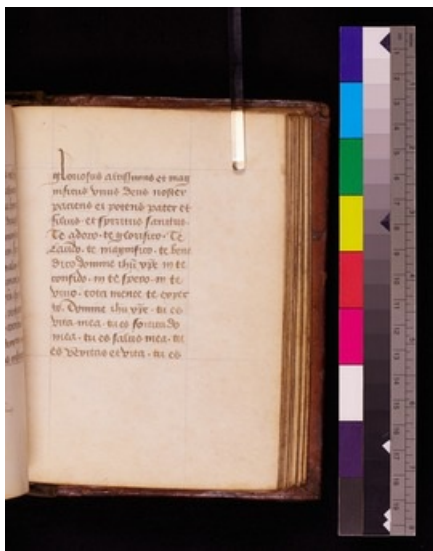 gloriosus altissimus et mag
nificus vnus deus noster
paciens et potens pater et
filius et spiritus sanctus.
Te adoro. te glorifico. Te
laudo. te magnifico. te bene
dico domine ihu xpe. in te
confido. in te spero. in te
tota mente te
Domine ihu xpe. tu es
vita mea. tu es fortitudo
mea. tu es salus mea. tu
es veritas et vita. tu es